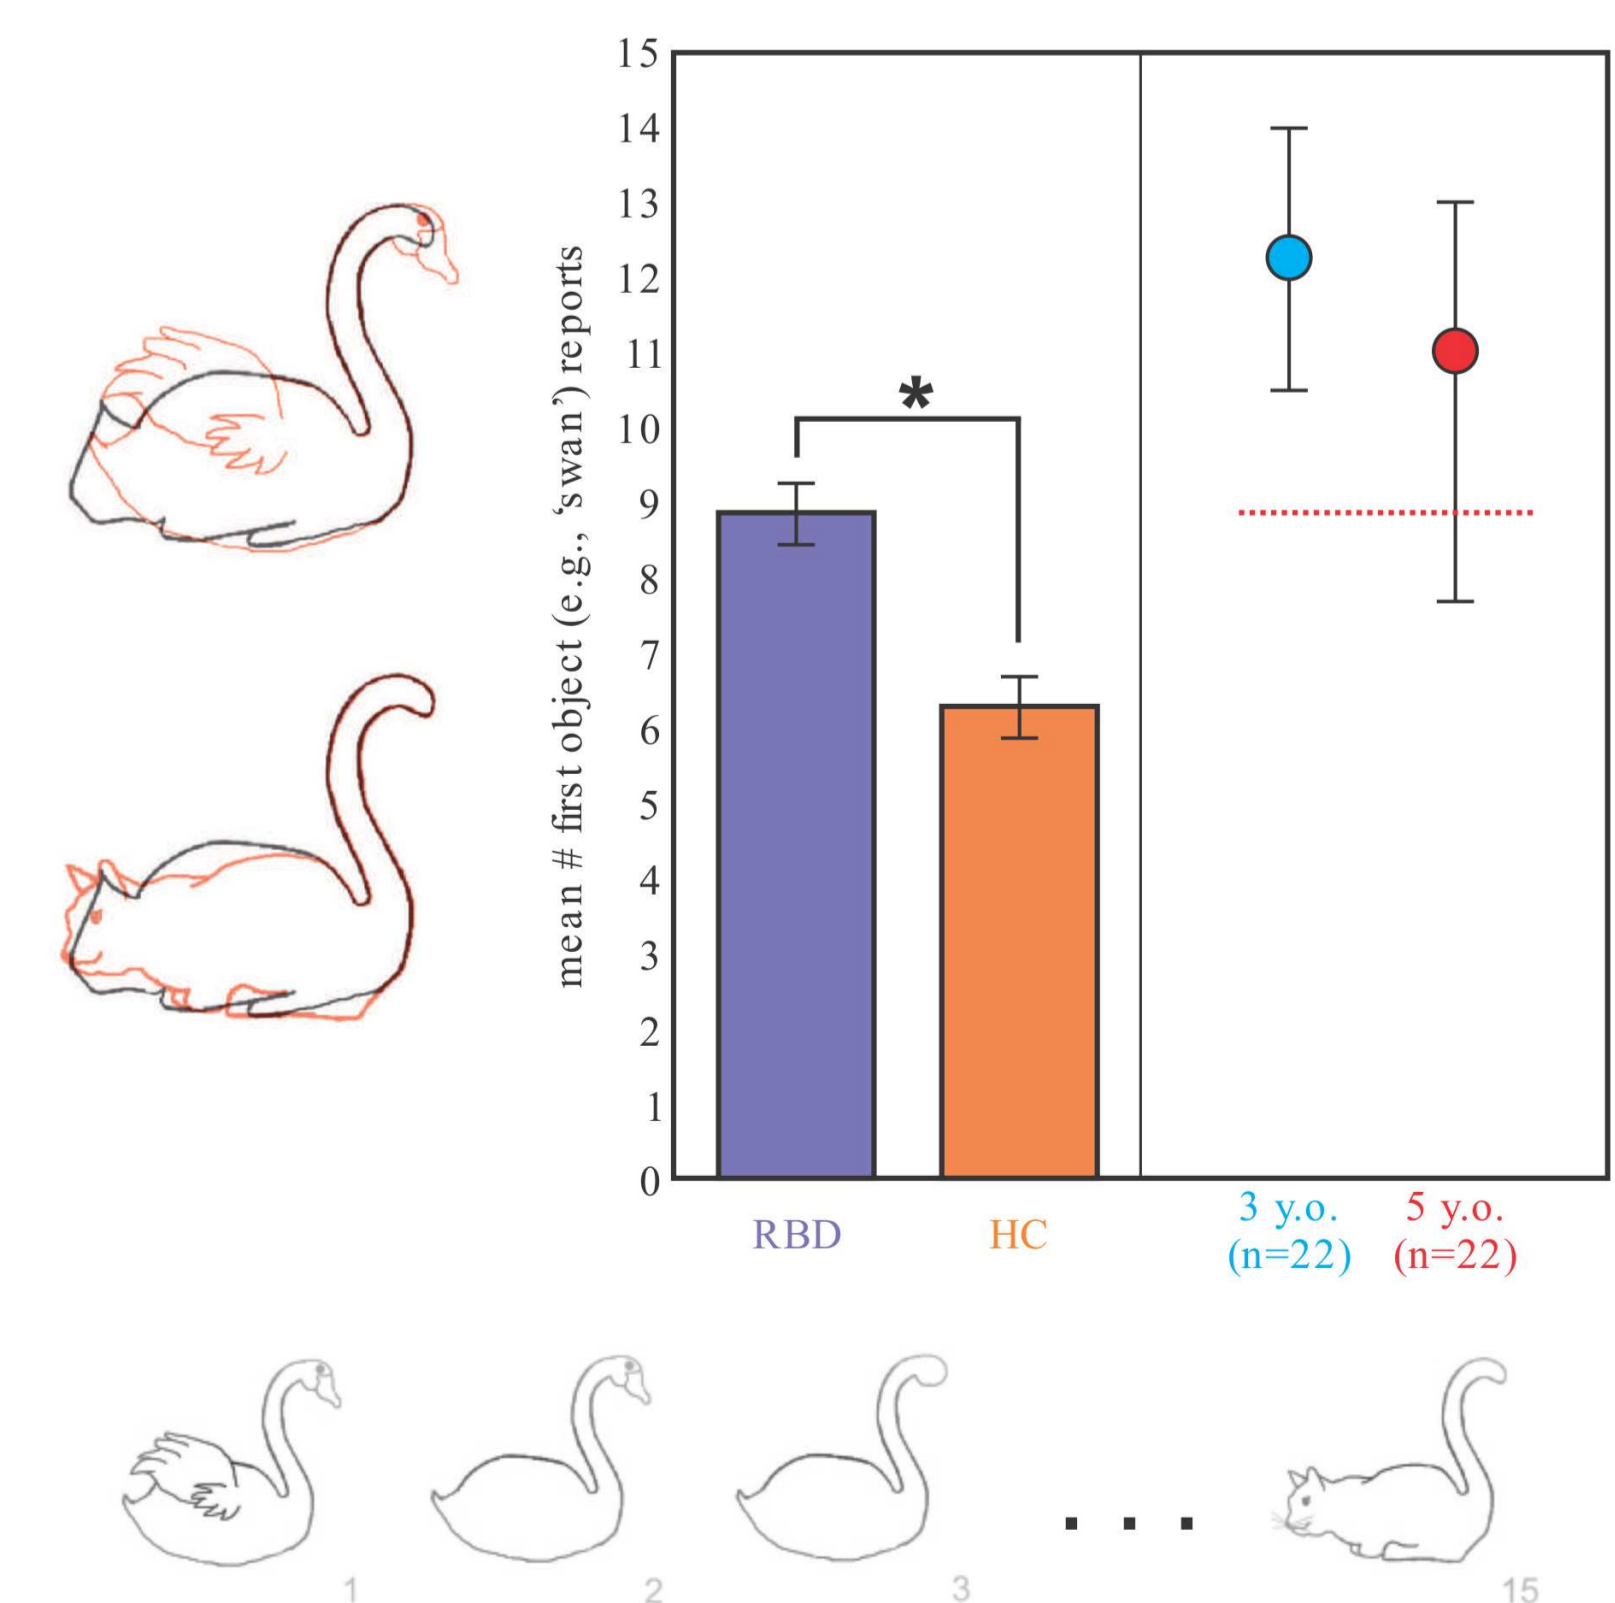 15
14
13
12
11
10
9
8
7
6
5
4
3
2
1
0
mean # first object (e.g., ‘swan’) reports
*
RBD
HC
3 y.o.
(n=22)
5 y.o.
(n=22)
. . .
1
2
3
15